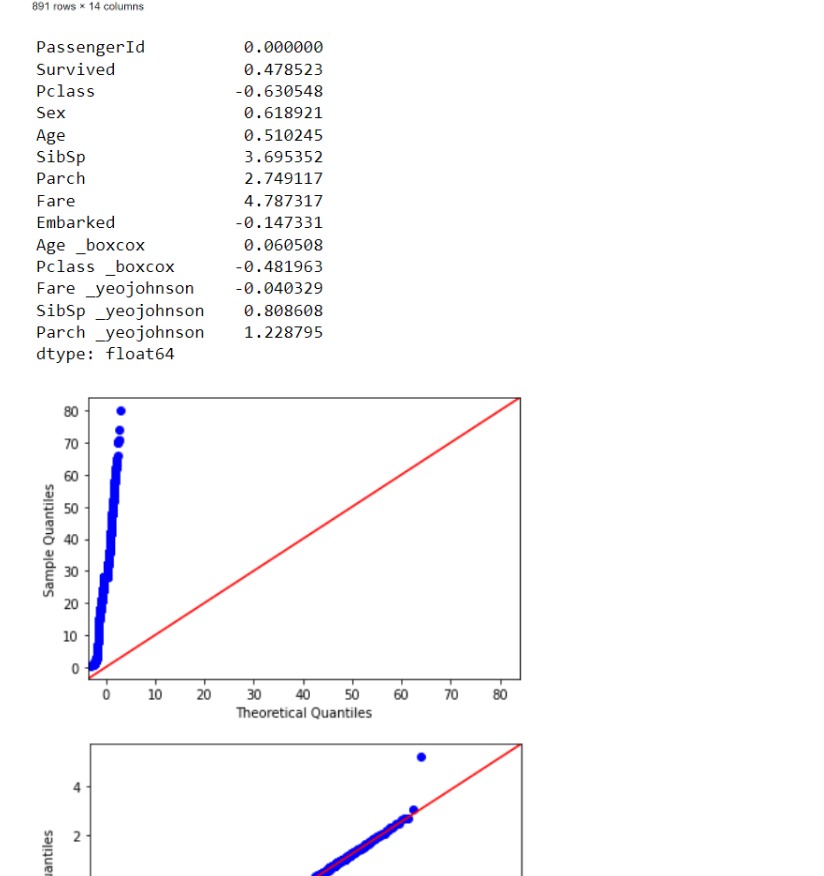 891 rows × 14 columns
PassengerId 0.000000
Survived 0.478523
Pclass -0.630548
Sex 0.618921
Age 0.510245
SibSp 3.695352
Parch 2.749117
Fare 4.787317
Embarked -0.147331
Age _boxcox 0.060508
Pclass _boxcox -0.481963
Fare _yeojohnson -0.040329
SibSp _yeojohnson 0.808608
Parch _yeojohnson 1.228795
dtype: float64
80
70
60
50
40
30
20
10
0
Sample Quantiles
0 10 20 30 40 50 60 70 80
Theoretical Quantiles
4
2